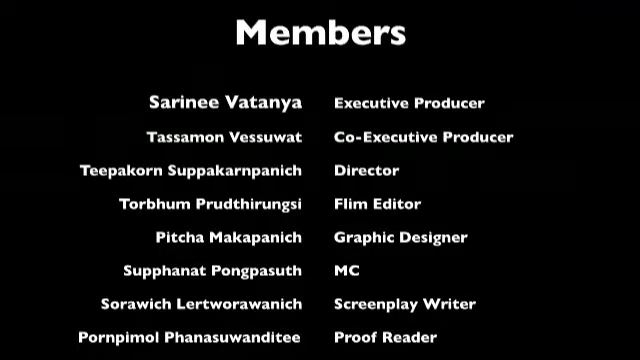 Members
Sarinee Vatanya Executive Producer
Tassamon Vessuwat Co-Executive Producer
Teepakorn Suppakarnpanich Director
Torbhum Prudthirungsi Flim Editor
Pitcha Makapanich Graphic Designer
Supphanat Pongpasuth MC
Sorawich Lertworawanich Screenplay Writer
Pornpimol Phanasuwanditee Proof Reader